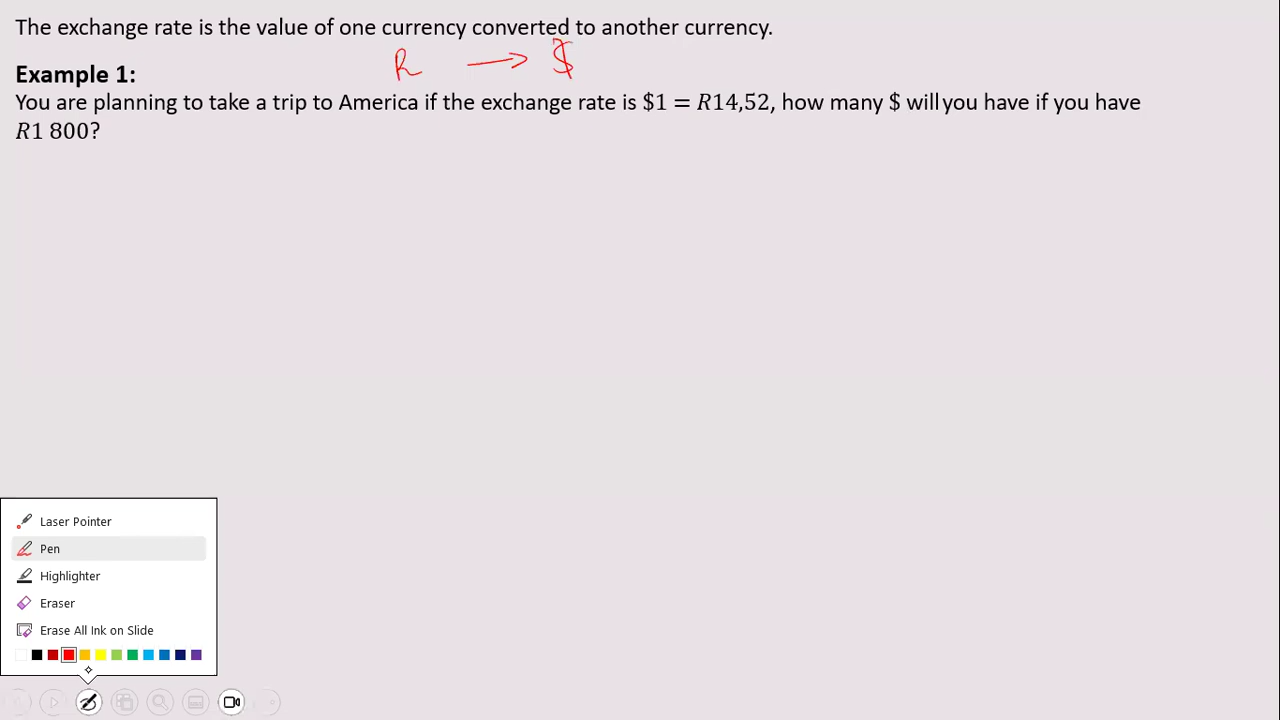 The exchange rate is the value of one currency converted to another currency.
R → $
Example 1:
You are planning to take a trip to America if the exchange rate is $1 = R14,52, how many $ will you have if you have
R1 800?
Laser Pointer
Pen
Highlighter
Eraser
Erase All Ink on Slide